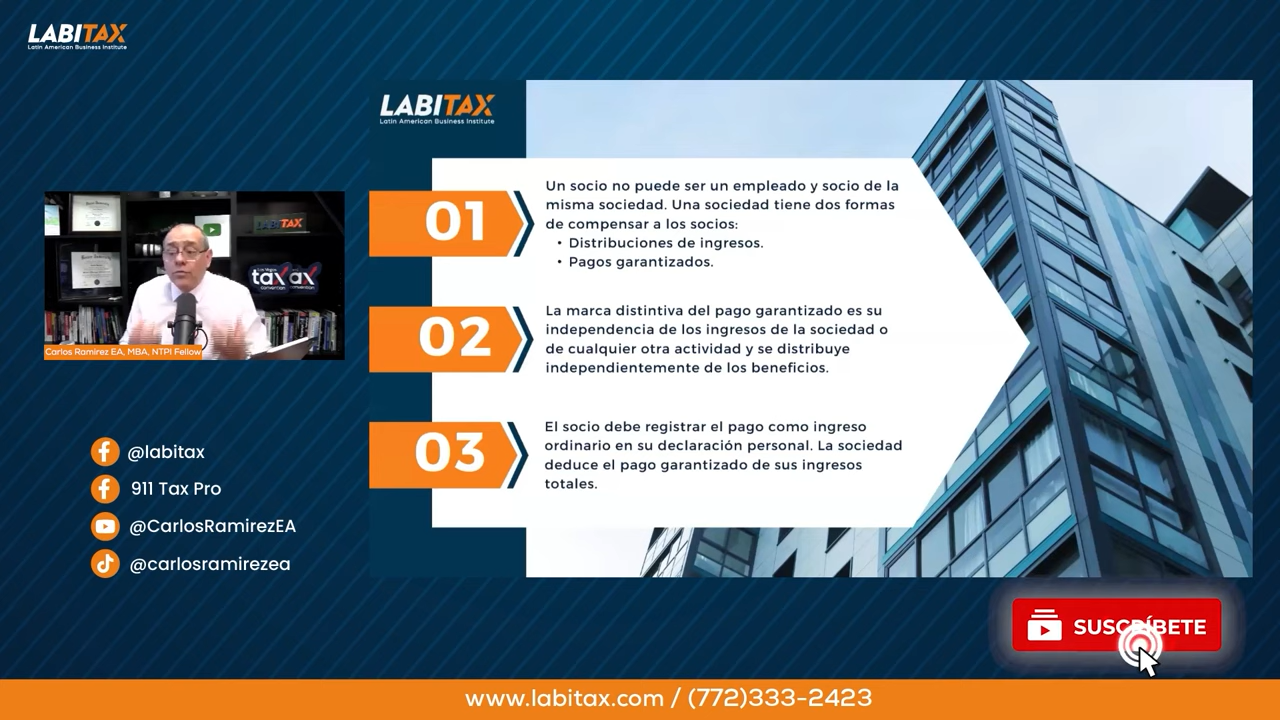 LABITAX
Latin American Business Institute
LABITAX
Latin American Business Institute
01
Un socio no puede ser un empleado y socio de la
misma sociedad. Una sociedad tiene dos formas
de compensar a los socios:
• Distribuciones de ingresos.
• Pagos garantizados.
02
La marca distintiva del pago garantizado es su
independencia de los ingresos de la sociedad o
de cualquier otra actividad y se distribuye
independientemente de los beneficios.
03
El socio debe registrar el pago como ingreso
ordinario en su declaración personal. La sociedad
deduce el pago garantizado de sus ingresos
totales.
LABITAX
tax
convention
Carlos Ramirez EA, MBA, NTPI Fellow
@labitax
911 Tax Pro
@CarlosRamirezEA
@carlosramirezea
SUSCRÍBETE
www.labitax.com / (772)333-2423